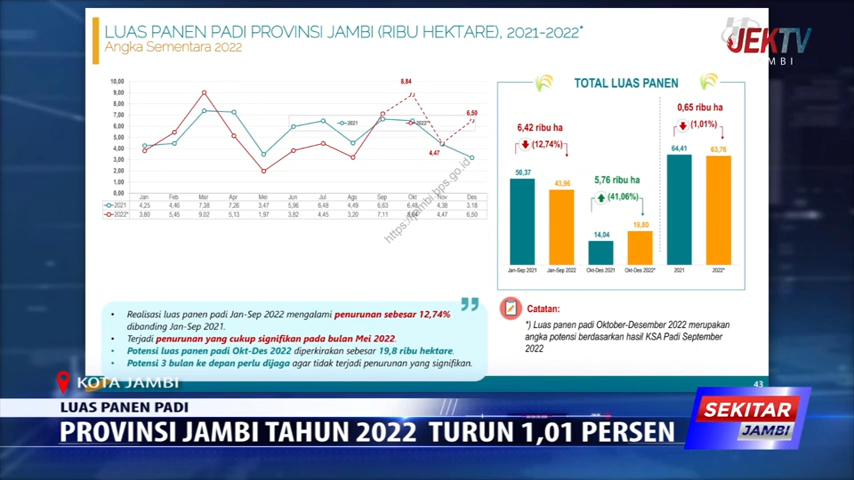 LUAS PANEN PADI PROVINSI JAMBI (RIBU HEKTARE), 2021-2022*
Angka Sementara 2022
JEKTV
JAMBI
10,00
9,00
8,00
7,00
6,00
5,00
4,00
3,00
2,00
1,00
0,00
8,84
6,50
4,47
2021
2022*
Jan Feb Mar Apr Mei Jun Jul Ags Sep Okt Nov Des
2021 4,25 4,46 7,38 7,26 3,47 5,96 6,48 4,49 6,63 6,48 4,38 3,18
2022* 3,80 5,45 9,02 5,13 1,97 3,82 4,45 3,20 7,11 8,84 4,47 6,50
https://jambi.bps.go.id
TOTAL LUAS PANEN
0,65 ribu ha
(1,01%)
6,42 ribu ha
(12,74%)
5,76 ribu ha
(41,06%)
50,37 43,96 14,04 19,80 64,41 63,76
Jan-Sep 2021 Jan-Sep 2022 Okt-Des 2021 Okt-Des 2022* 2021 2022*
• Realisasi luas panen padi Jan-Sep 2022 mengalami penurunan sebesar 12,74%
dibanding Jan-Sep 2021.
• Terjadi penurunan yang cukup signifikan pada bulan Mei 2022.
• Potensi luas panen padi Okt-Des 2022 diperkirakan sebesar 19,8 ribu hektare.
• Potensi 3 bulan ke depan perlu dijaga agar tidak terjadi penurunan yang signifikan.
Catatan:
*) Luas panen padi Oktober-Desember 2022 merupakan
angka potensi berdasarkan hasil KSA Padi September
2022
43
KOTA JAMBI
LUAS PANEN PADI
PROVINSI JAMBI TAHUN 2022 TURUN 1,01 PERSEN
SEKITAR
JAMBI